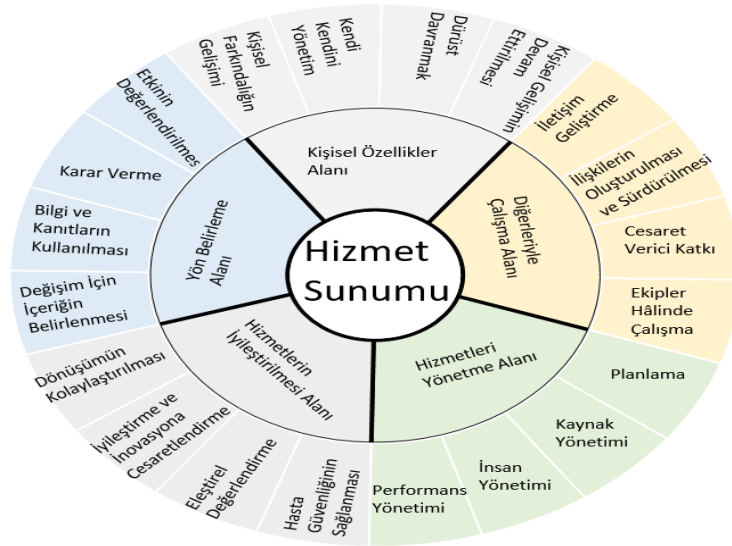 Hizmet
Sunumu
Kişisel Özellikler
Alanı
Kişisel
Farkındalığın
Gelişimi
Kendi
Kendini
Yönetim
Dürüst
Davranmak
Kişisel Gelişimin
Devam
Ettirilmesi
Diğerleriyle
Çalışma Alanı
İletişim
Geliştirme
İlişkilerin
Oluşturulması
ve Sürdürülmesi
Cesaret
Verici Katkı
Ekipler
Hâlinde
Çalışma
Hizmetleri
Yönetme Alanı
Planlama
Kaynak
Yönetimi
İnsan
Yönetimi
Performans
Yönetimi
Hizmetlerin
İyileştirilmesi Alanı
Hasta
Güvenliğinin
Sağlanması
Eleştirel
Değerlendirme
İyileştirme ve
İnovasyona
Cesaretlendirme
Dönüşümün
Kolaylaştırılması
Yön Belirleme
Alanı
Değişim İçin
İçeriğin
Belirlenmesi
Bilgi ve
Kanıtların
Kullanılması
Karar Verme
Etkinin
Değerlendirilmes